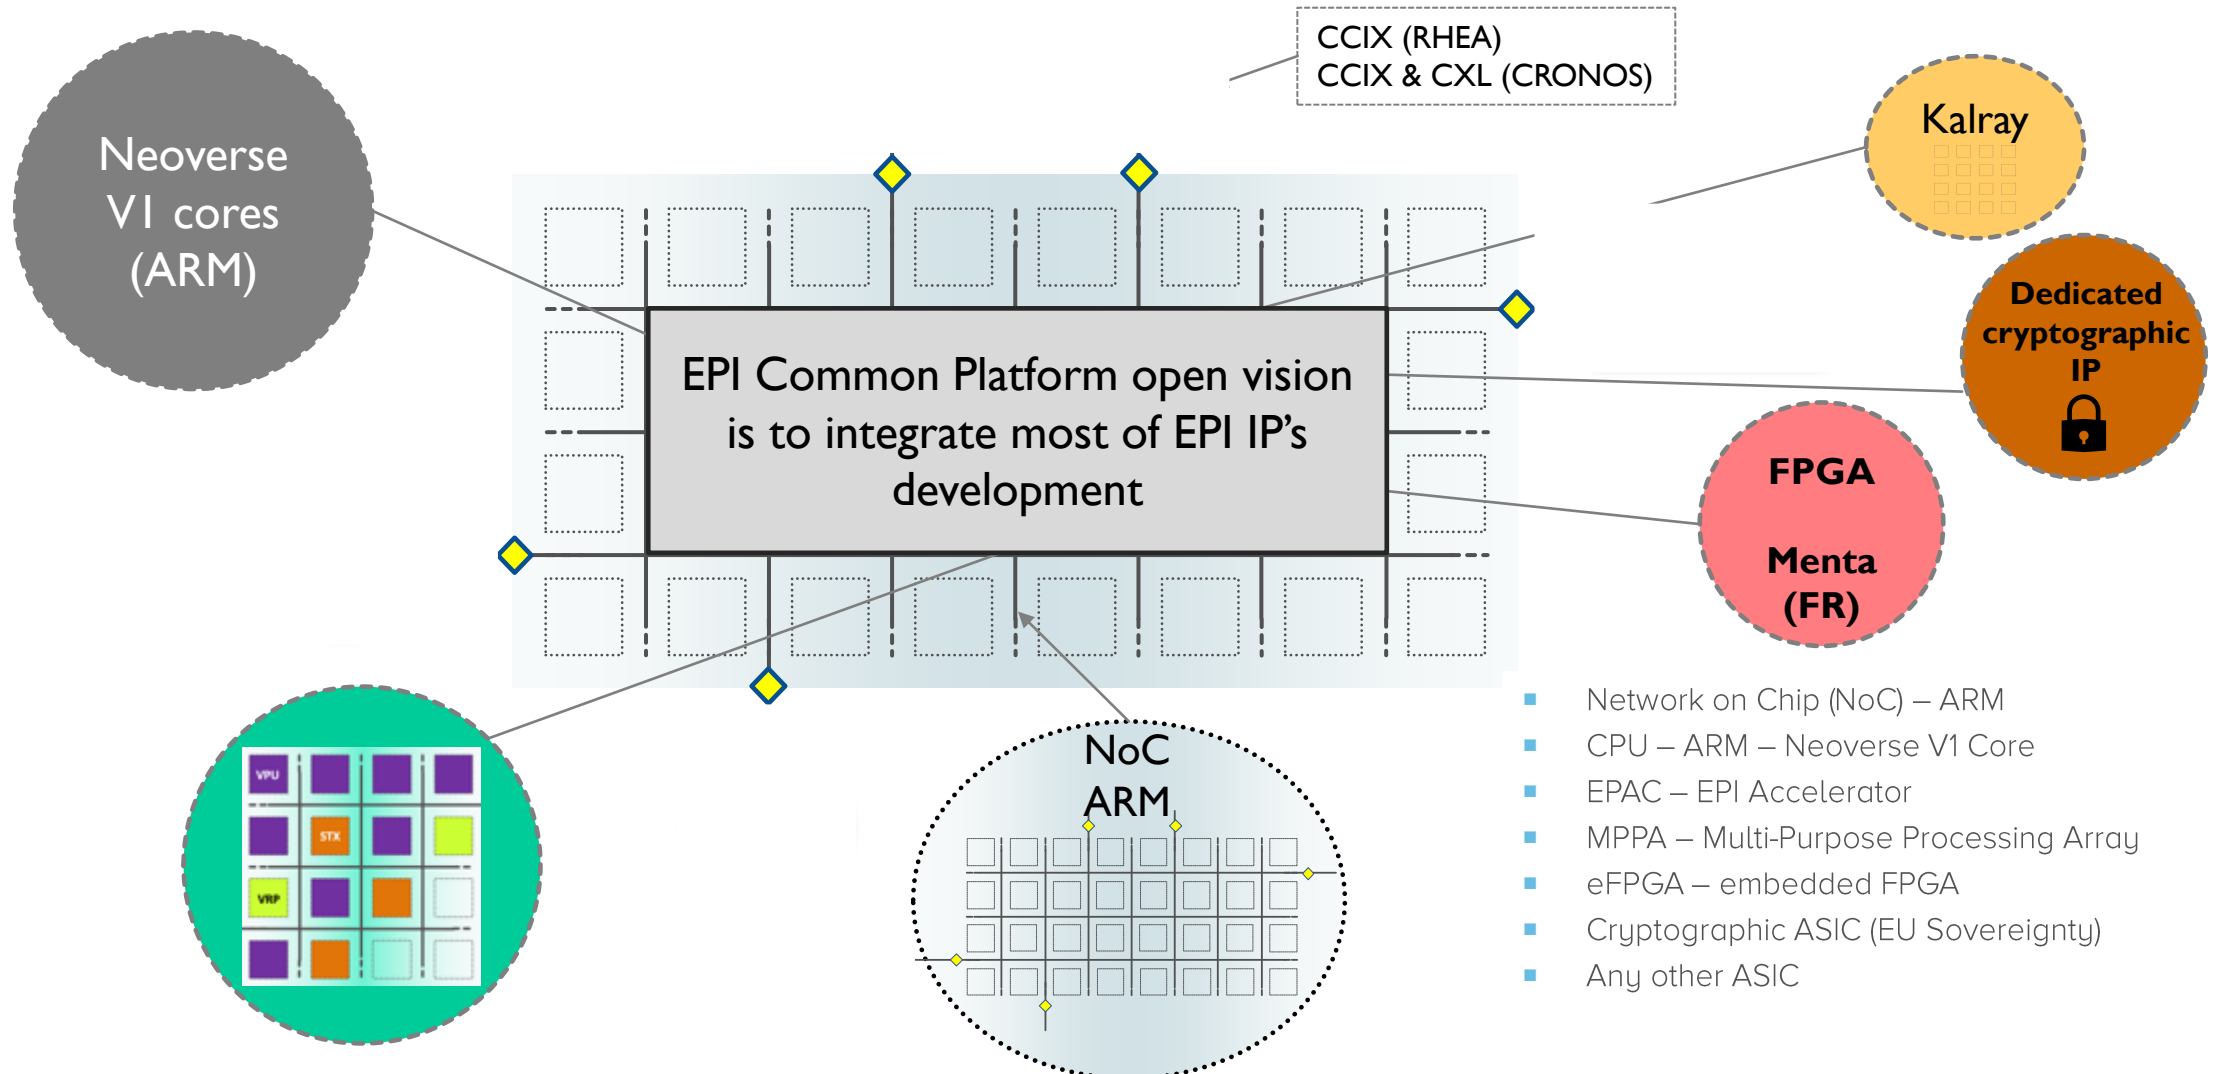 CCIX (RHEA)
CCIX & CXL (CRONOS)
Kalray
Neoverse
V1 cores
(ARM)
Dedicated
cryptographic
IP
EPI Common Platform open vision
is to integrate most of EPI IP's
development
FPGA
Menta
(FR)
VPU
STX
VRP
NoC
ARM
Network on Chip (NoC) – ARM
CPU – ARM – Neoverse V1 Core
EPAC – EPI Accelerator
MPPA – Multi-Purpose Processing Array
eFPGA – embedded FPGA
Cryptographic ASIC (EU Sovereignty)
Any other ASIC